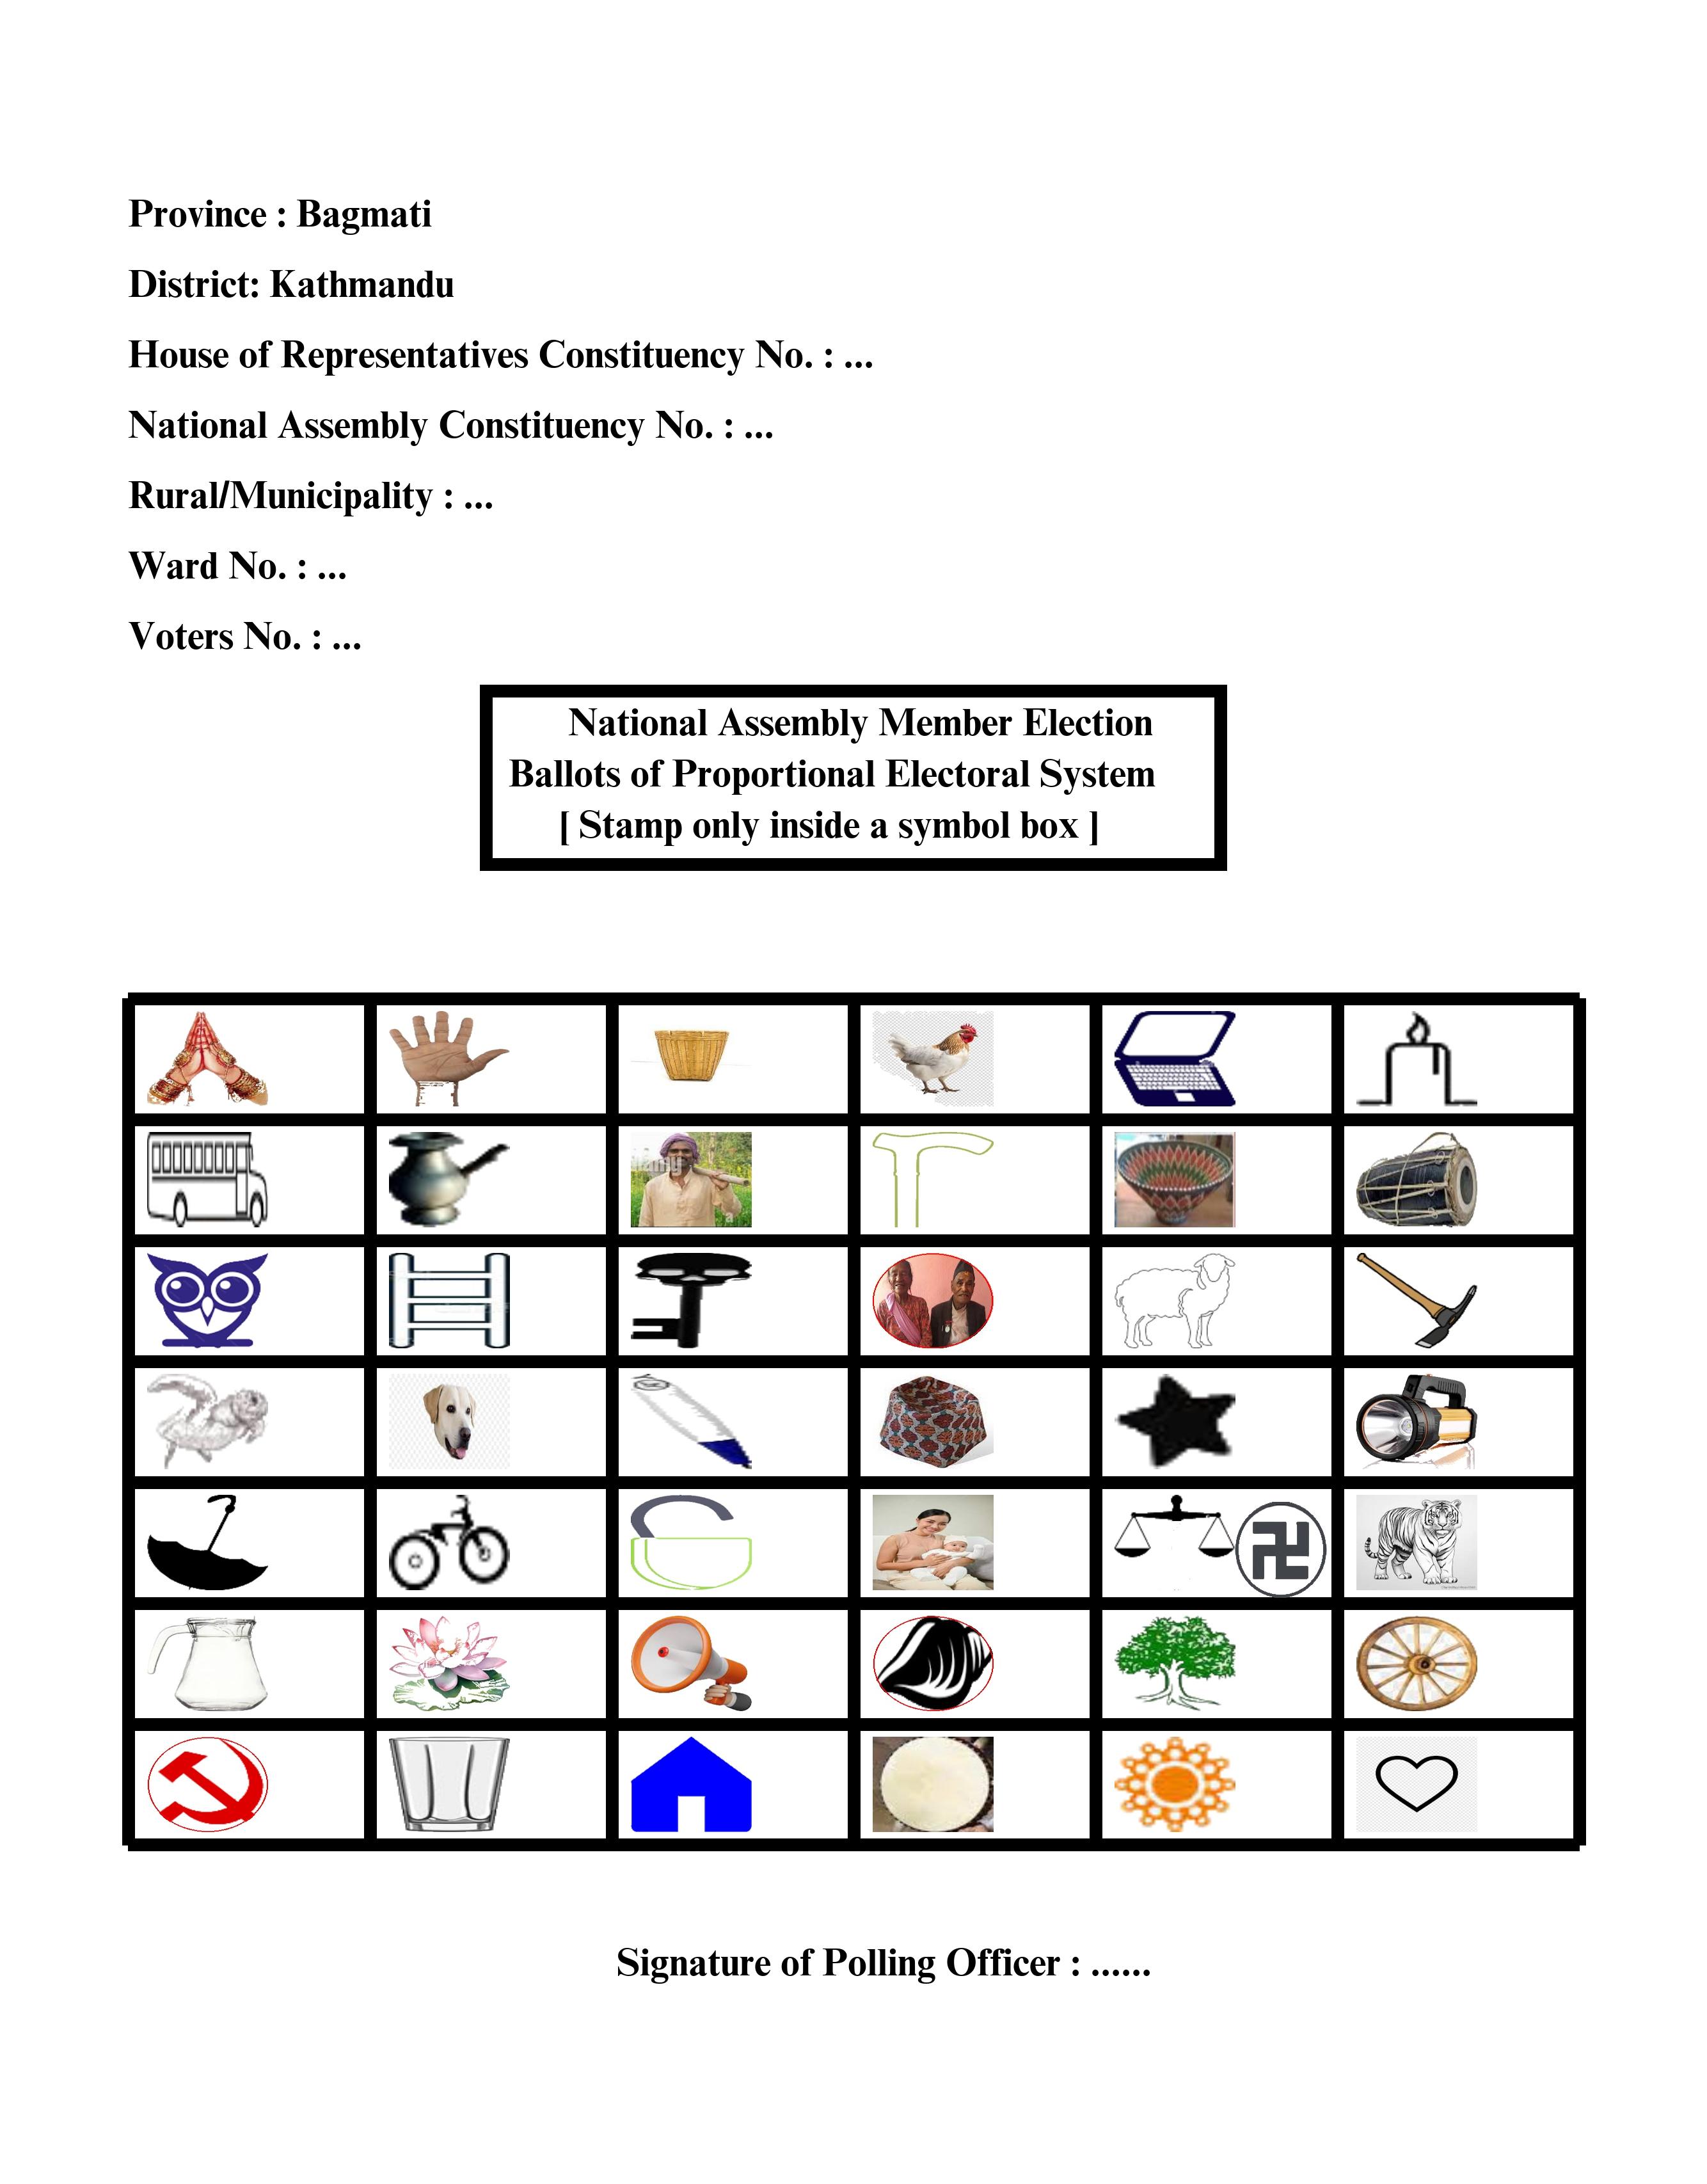 Province : Bagmati
District: Kathmandu
House of Representatives Constituency No. : ...
National Assembly Constituency No. : ...
Rural/Municipality : ...
Ward No. : ...
Voters No. : ...
National Assembly Member Election
Ballots of Proportional Electoral System
[ Stamp only inside a symbol box ]
Signature of Polling Officer : ......